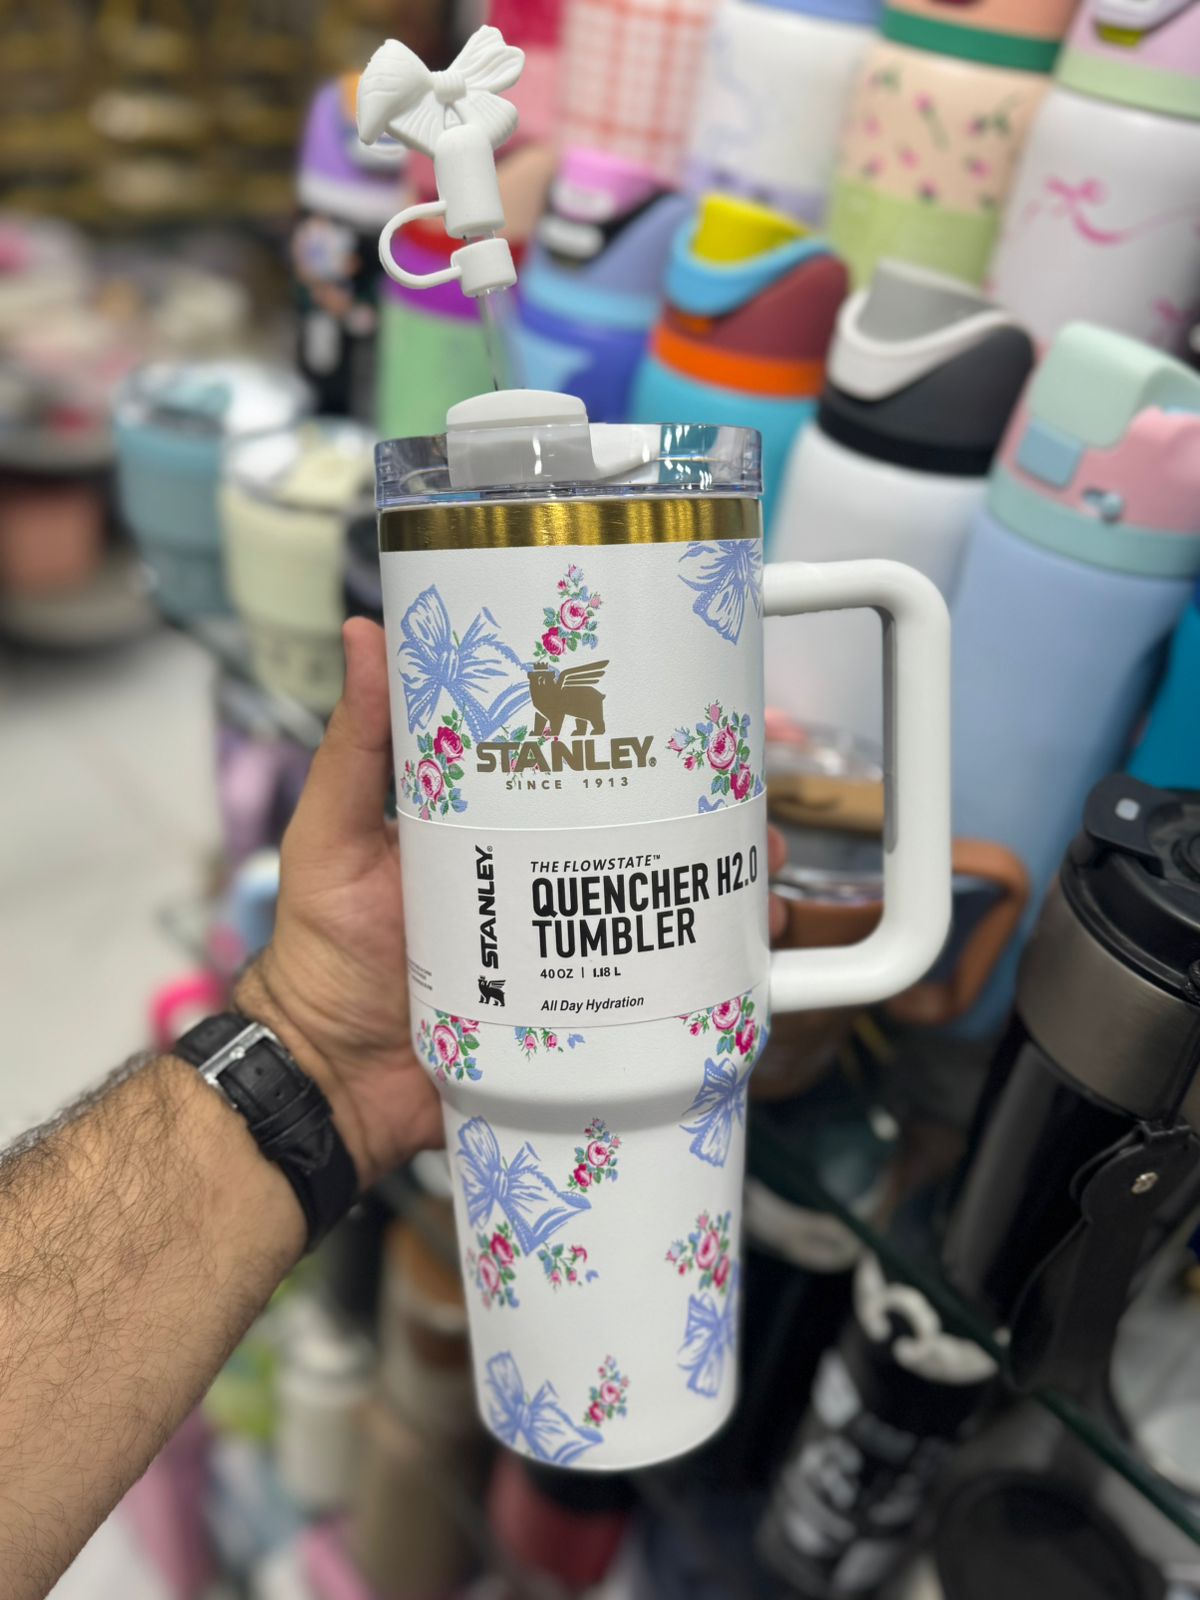 STANLEY®
SINCE 1913
STANLEY®
THE FLOWSTATE™
QUENCHER H2.0
TUMBLER
40 OZ | 1.18 L
All Day Hydration